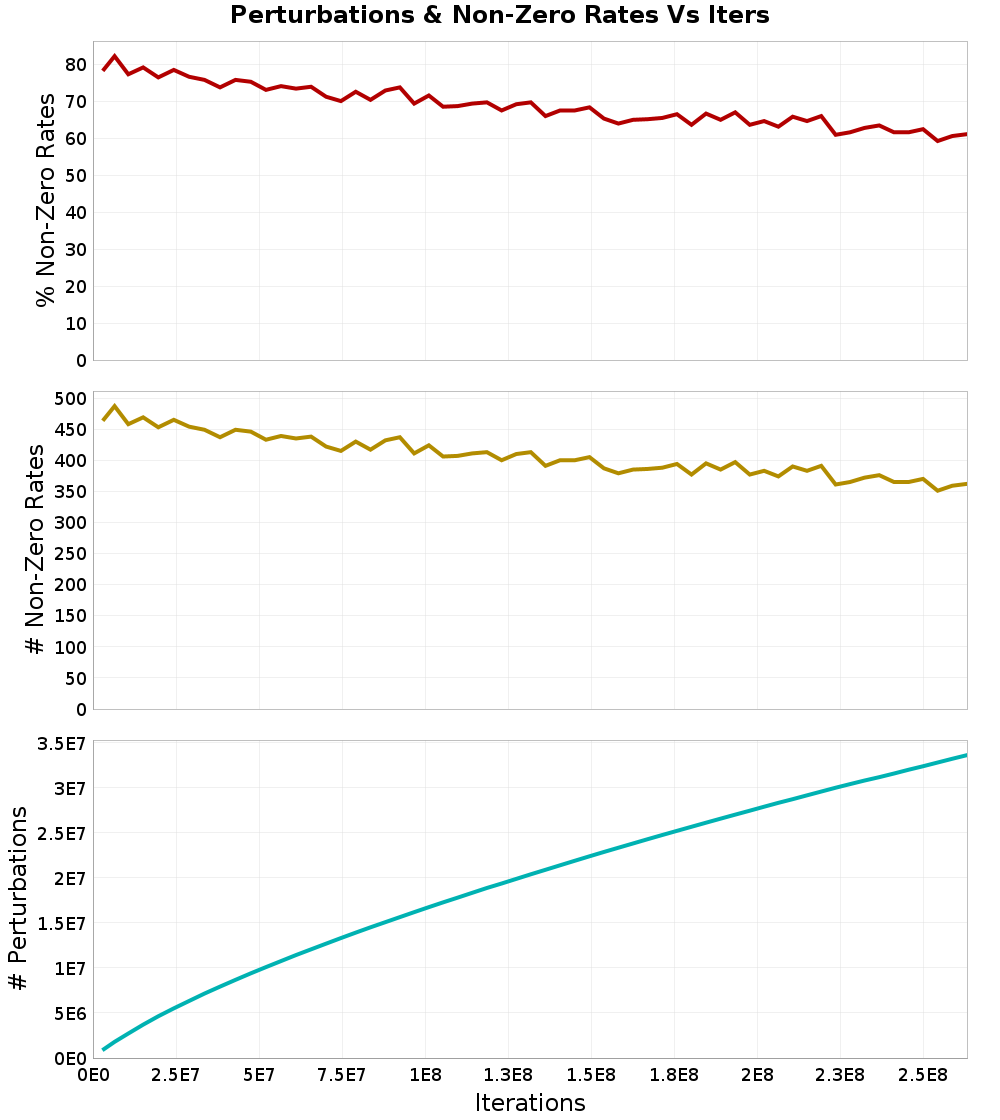 Perturbations & Non-Zero Rates Vs Iters
% Non-Zero Rates
80
70
60
50
40
30
20
10
0
# Non-Zero Rates
500
450
400
350
300
250
200
150
100
50
0
# Perturbations
3.5E7
3E7
2.5E7
2E7
1.5E7
1E7
5E6
0E0
0E0 2.5E7 5E7 7.5E7 1E8 1.3E8 1.5E8 1.8E8 2E8 2.3E8 2.5E8
Iterations